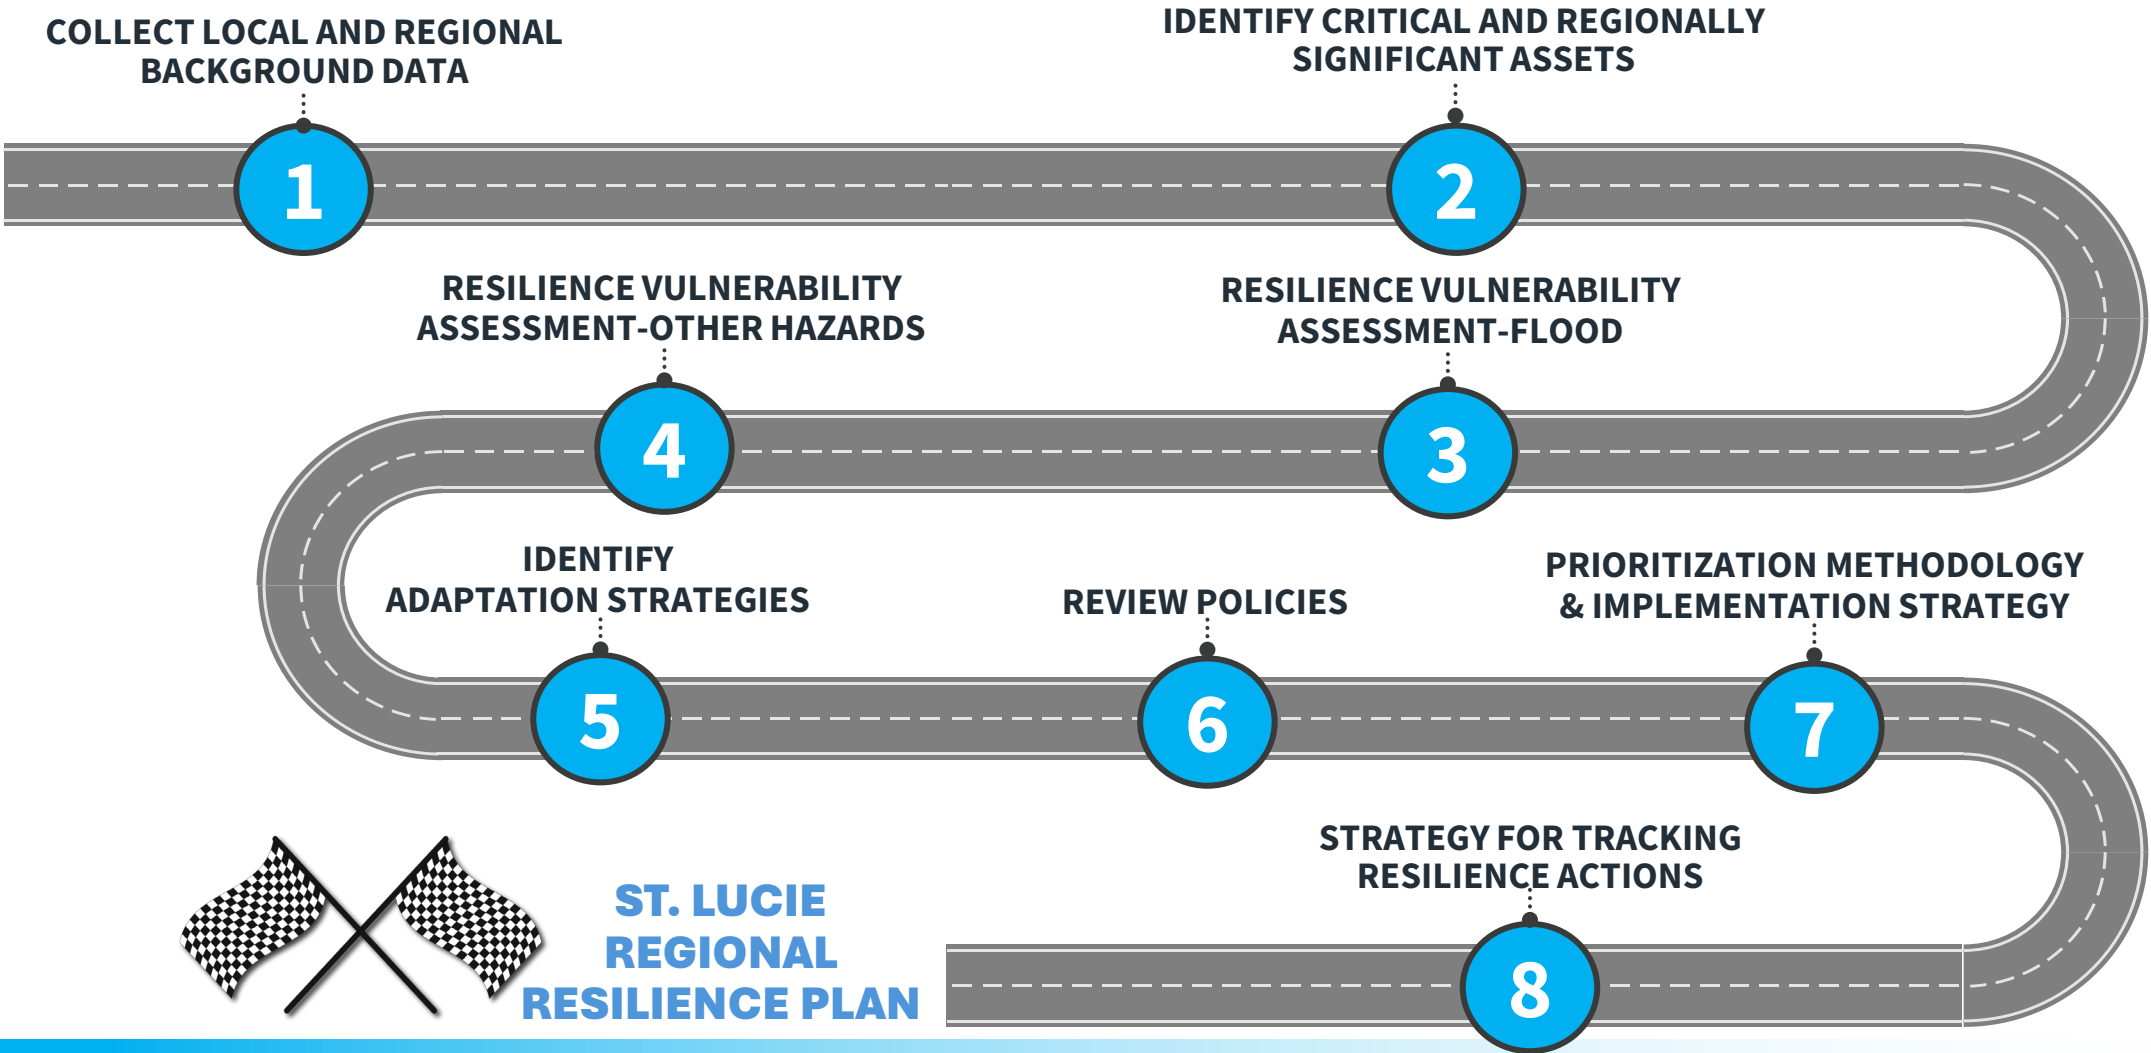 COLLECT LOCAL AND REGIONAL
BACKGROUND DATA
1
IDENTIFY CRITICAL AND REGIONALLY
SIGNIFICANT ASSETS
2
RESILIENCE VULNERABILITY
ASSESSMENT-FLOOD
3
RESILIENCE VULNERABILITY
ASSESSMENT-OTHER HAZARDS
4
IDENTIFY
ADAPTATION STRATEGIES
5
REVIEW POLICIES
6
PRIORITIZATION METHODOLOGY
& IMPLEMENTATION STRATEGY
7
STRATEGY FOR TRACKING
RESILIENCE ACTIONS
8
ST. LUCIE
REGIONAL
RESILIENCE PLAN